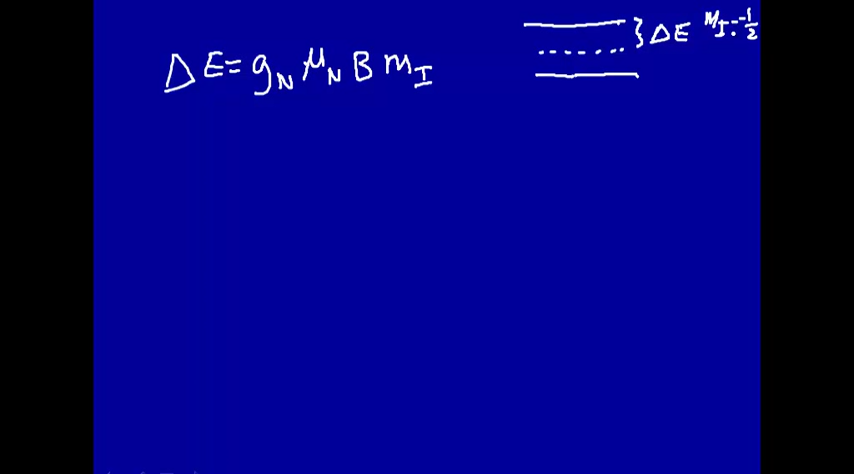 ΔE = g_N μ_N B m_I
} ΔE M_I = -1/2